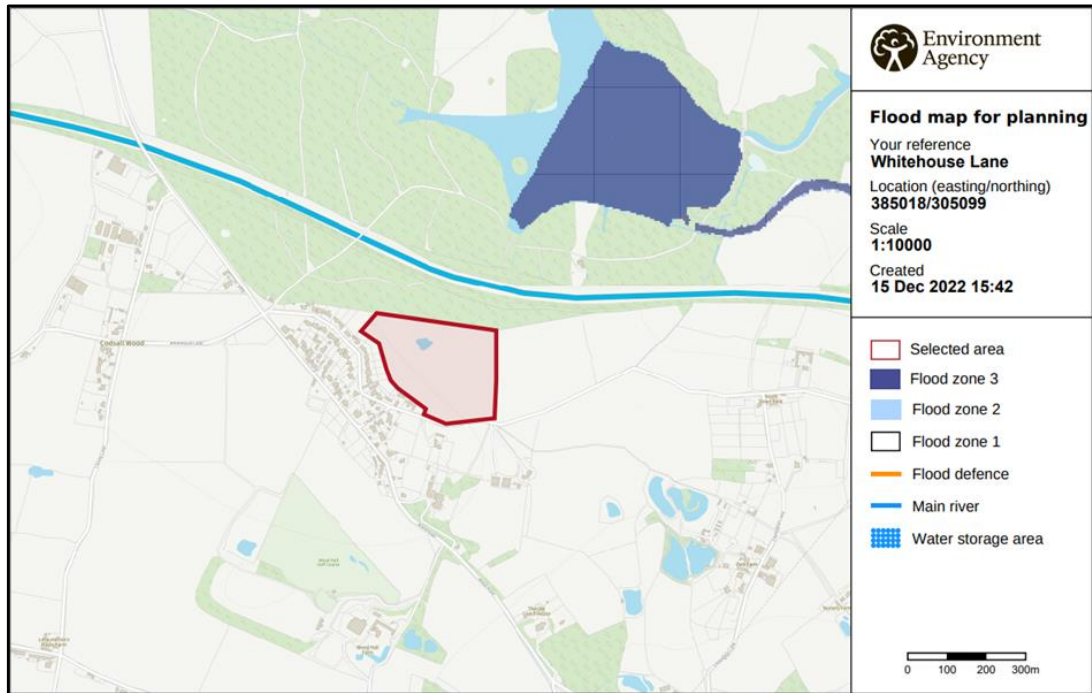 Environment
Agency
Flood map for planning
Your reference
Whitehouse Lane
Location (easting/northing)
385018/305099
Scale
1:10000
Created
15 Dec 2022 15:42
Selected area
Flood zone 3
Flood zone 2
Flood zone 1
Flood defence
Main river
Water storage area
0 100 200 300m
Codsall Wood